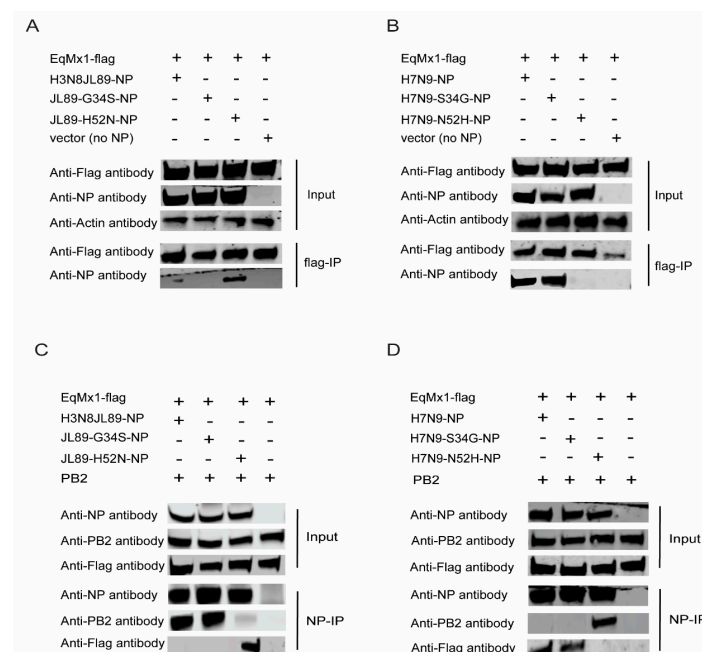 A
EqMx1-flag + + + +
H3N8JL89-NP + - - -
JL89-G34S-NP - + - -
JL89-H52N-NP - - + -
vector (no NP) - - - +
Anti-Flag antibody
Anti-NP antibody
Anti-Actin antibody
Input
Anti-Flag antibody
Anti-NP antibody
flag-IP
B
EqMx1-flag + + + +
H7N9-NP + - - -
H7N9-S34G-NP - + - -
H7N9-N52H-NP - - + -
vector (no NP) - - - +
Anti-Flag antibody
Anti-NP antibody
Anti-Actin antibody
Input
Anti-Flag antibody
Anti-NP antibody
flag-IP
C
EqMx1-flag + + + +
H3N8JL89-NP + - - -
JL89-G34S-NP - + - -
JL89-H52N-NP - - + -
PB2 + + + +
Anti-NP antibody
Anti-PB2 antibody
Anti-Flag antibody
Input
Anti-NP antibody
Anti-PB2 antibody
Anti-Flag antibody
NP-IP
D
EqMx1-flag + + + +
H7N9-NP + - - -
H7N9-S34G-NP - + - -
H7N9-N52H-NP - - + -
PB2 + + + +
Anti-NP antibody
Anti-PB2 antibody
Anti-Flag antibody
Input
Anti-NP antibody
Anti-PB2 antibody
Anti-Flag antibody
NP-IP